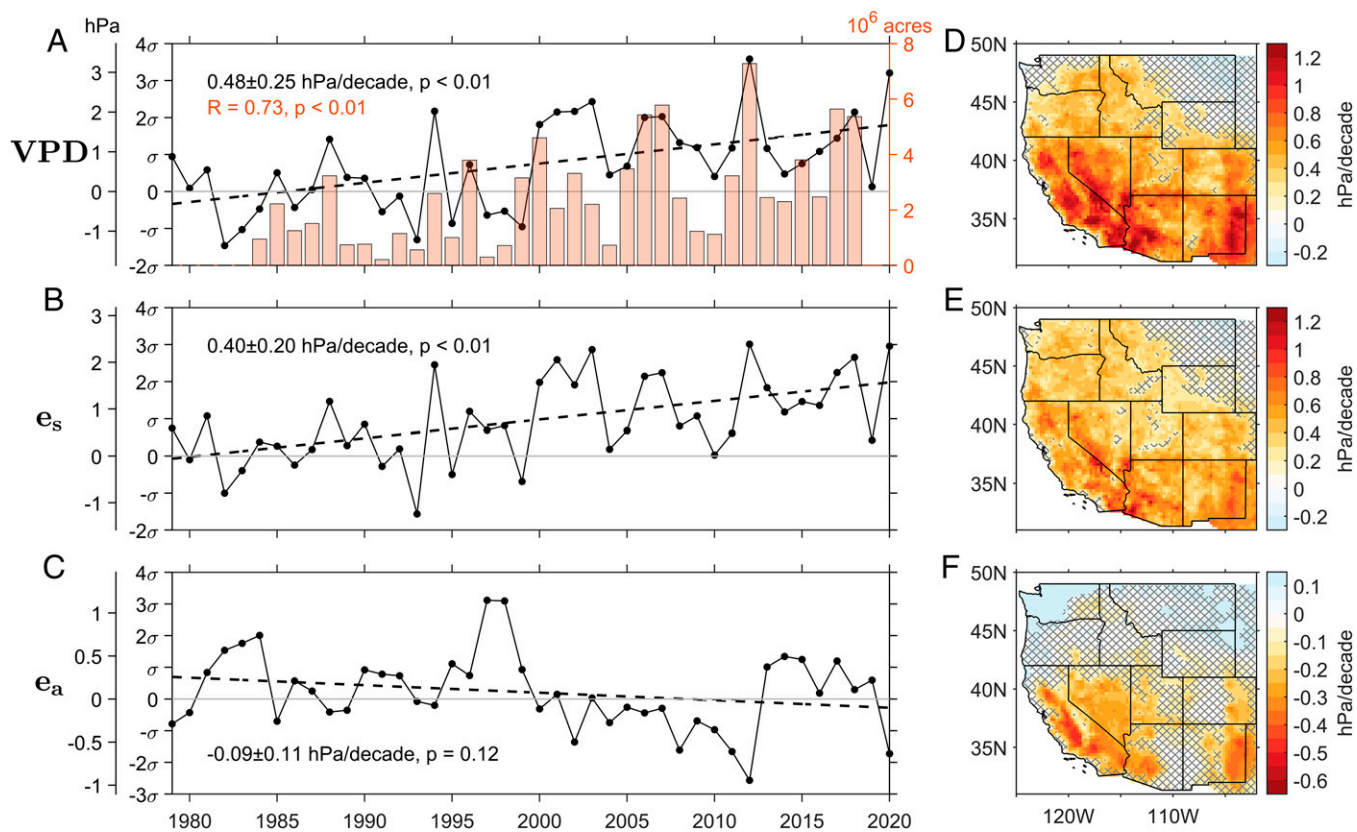 hPa
10⁶ acres
A
VPD
3
2
1
0
-1
4σ
3σ
2σ
σ
0
-σ
-2σ
0.48±0.25 hPa/decade, p < 0.01
R = 0.73, p < 0.01
8
6
4
2
0
D
50N
45N
40N
35N
1.2
1
0.8
0.6
0.4
0.2
0
-0.2
hPa/decade
B
es
3
2
1
0
-1
4σ
3σ
2σ
σ
0
-σ
-2σ
0.40±0.20 hPa/decade, p < 0.01
E
50N
45N
40N
35N
1.2
1
0.8
0.6
0.4
0.2
0
-0.2
hPa/decade
C
ea
1
0.5
0
-0.5
-1
4σ
3σ
2σ
σ
0
-σ
-2σ
-3σ
-0.09±0.11 hPa/decade, p = 0.12
1980 1985 1990 1995 2000 2005 2010 2015 2020
F
50N
45N
40N
35N
120W 110W
0.1
0
-0.1
-0.2
-0.3
-0.4
-0.5
-0.6
hPa/decade